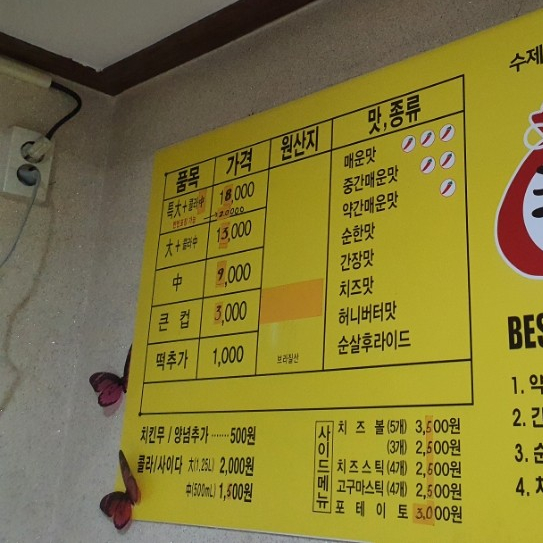 수제
품목 가격 원산지 맛,종류
특大+콜라中 18,000
大+콜라中 13,000
中 9,000
큰 컵 3,000
떡추가 1,000 브라질산
매운맛
중간매운맛
약간매운맛
순한맛
간장맛
치즈맛
허니버터맛
순살후라이드
치킨무 / 양념추가 ······· 500원
콜라/사이다 大(1.25L) 2,000원
中(500mL) 1,500원
사이드메뉴
치 즈 볼 (5개) 3,500원
(3개) 2,500원
치즈스틱 (4개) 2,500원
고구마스틱 (4개) 2,500원
포 테 이 토 3,000원
BES
1. 약
2. 간
3. 순
4. 치